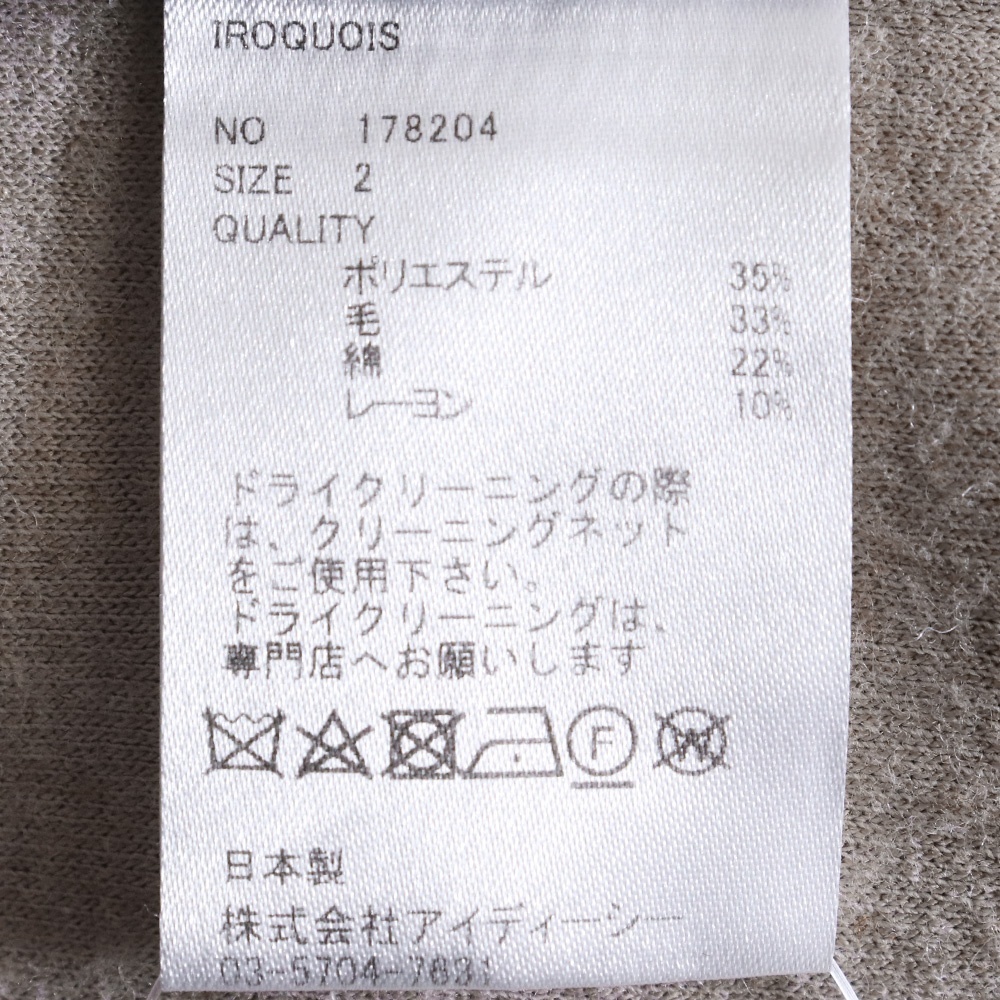 IROQUOIS
NO 178204
SIZE 2
QUALITY
ポリエステル 35%
毛 33%
綿 22%
レーヨン 10%
ドライクリーニングの際
は、クリーニングネット
をご使用下さい。
ドライクリーニングは、
専門店へお願いします
F
W
日本製
株式会社アイディーシー
03-5704-7831